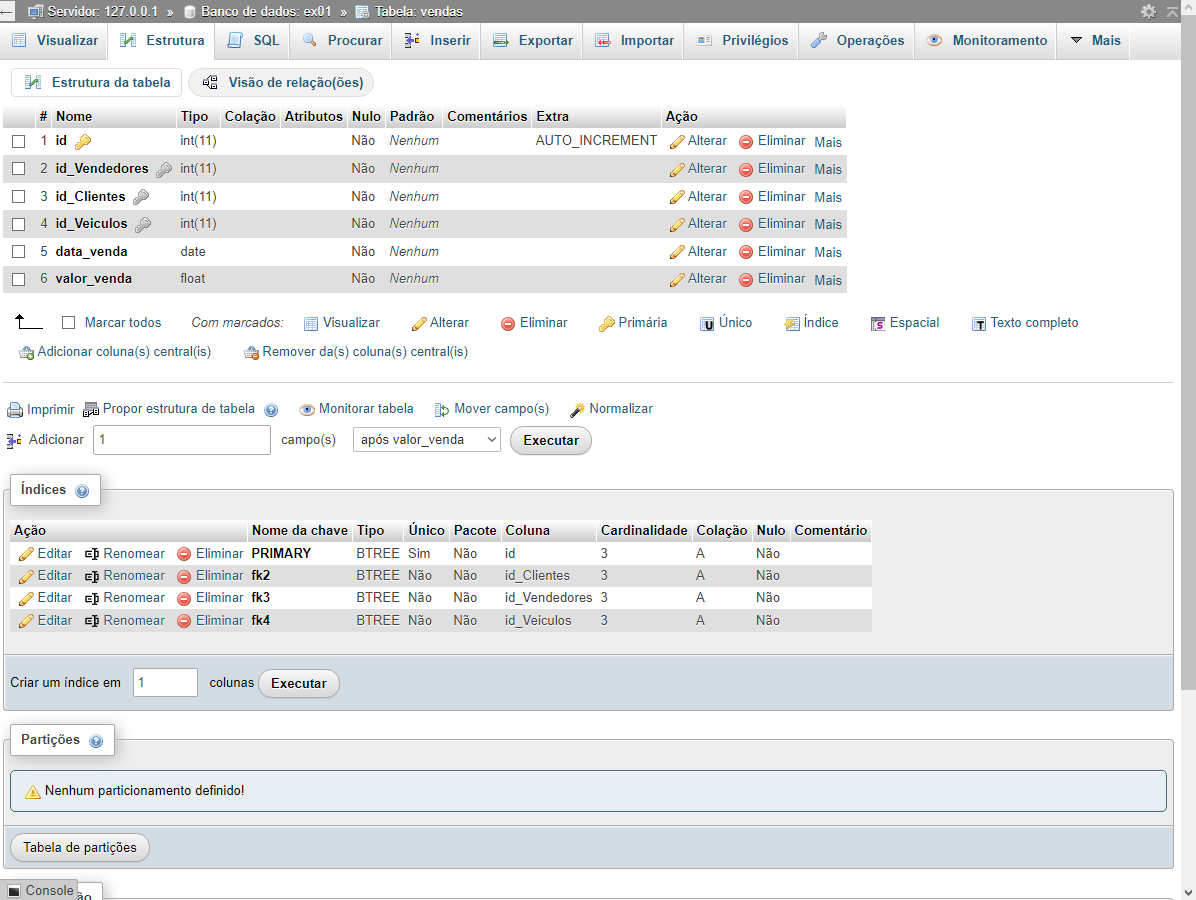 Servidor: 127.0.0.1 » Banco de dados: ex01 » Tabela: vendas
Visualizar Estrutura SQL Procurar Inserir Exportar Importar Privilégios Operações Monitoramento Mais
Estrutura da tabela Visão de relação(ões)
# Nome Tipo Colação Atributos Nulo Padrão Comentários Extra Ação
1 id int(11) Não Nenhum AUTO_INCREMENT Alterar Eliminar Mais
2 id_Vendedores int(11) Não Nenhum Alterar Eliminar Mais
3 id_Clientes int(11) Não Nenhum Alterar Eliminar Mais
4 id_Veiculos int(11) Não Nenhum Alterar Eliminar Mais
5 data_venda date Não Nenhum Alterar Eliminar Mais
6 valor_venda float Não Nenhum Alterar Eliminar Mais
Marcar todos Com marcados: Visualizar Alterar Eliminar Primária Único Índice Espacial Texto completo
Adicionar coluna(s) central(is) Remover da(s) coluna(s) central(is)
Imprimir Propor estrutura de tabela Monitorar tabela Mover campo(s) Normalizar
Adicionar 1 campo(s) após valor_venda Executar
Índices
Ação Nome da chave Tipo Único Pacote Coluna Cardinalidade Colação Nulo Comentário
Editar Renomear Eliminar PRIMARY BTREE Sim Não id 3 A Não
Editar Renomear Eliminar fk2 BTREE Não Não id_Clientes 3 A Não
Editar Renomear Eliminar fk3 BTREE Não Não id_Vendedores 3 A Não
Editar Renomear Eliminar fk4 BTREE Não Não id_Veiculos 3 A Não
Criar um índice em 1 colunas Executar
Partições
Nenhum particionamento definido!
Tabela de partições
Console